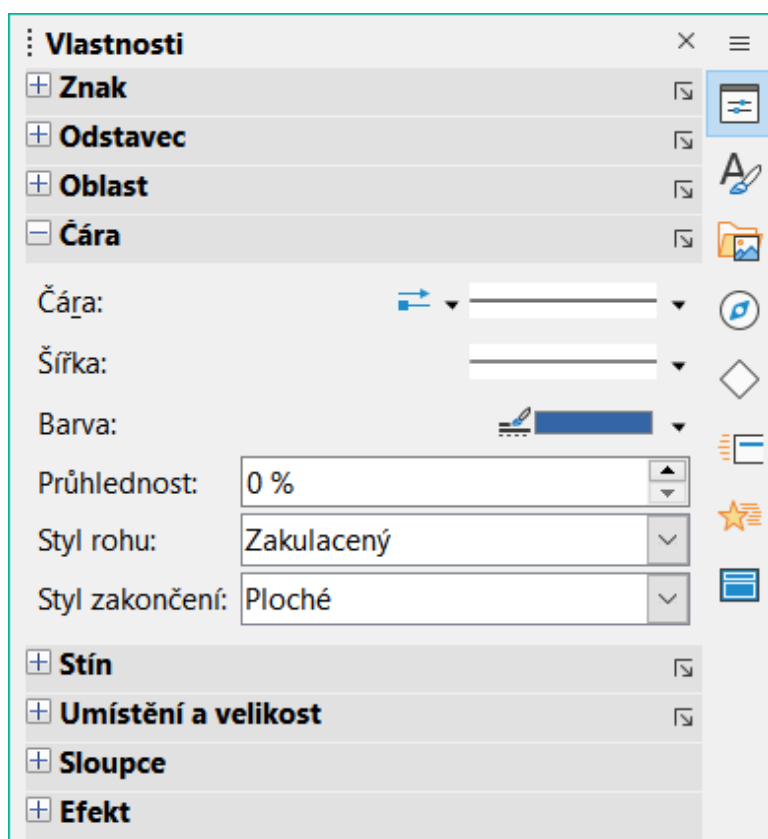 Vlastnosti
Znak
Odstavec
Oblast
Čára
Čára:
Šířka:
Barva:
Průhlednost: 0 %
Styl rohu: Zakulacený
Styl zakončení: Ploché
Stín
Umístění a velikost
Sloupce
Efekt